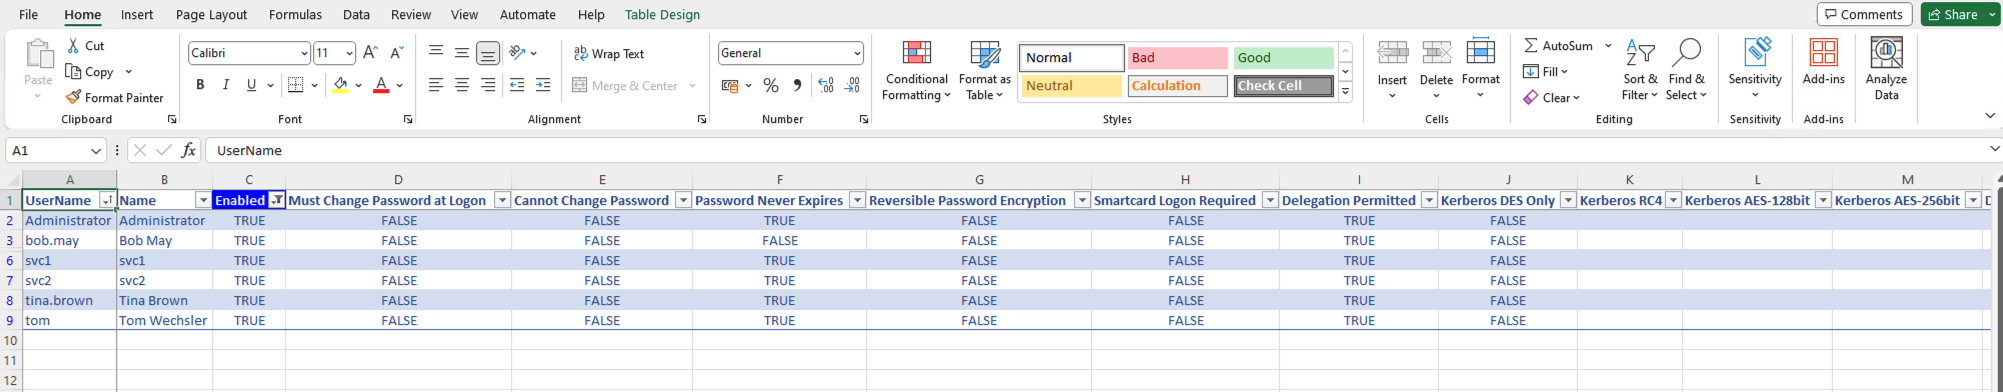 File Home Insert Page Layout Formulas Data Review View Automate Help Table Design Comments Share
Paste Cut Copy Format Painter Clipboard
Calibri 11 A A B I U A Font
ab Wrap Text Merge & Center Alignment
General % 9 .00 .00 Number
Conditional Formatting Format as Table Normal Bad Good Neutral Calculation Check Cell Styles
Insert Delete Format Cells
AutoSum Fill Clear Sort & Filter Find & Select Editing
Sensitivity Sensitivity
Add-ins Add-ins
Analyze Data
A1 fx UserName
A B C D E F G H I J K L M
1 UserName Name Enabled Must Change Password at Logon Cannot Change Password Password Never Expires Reversible Password Encryption Smartcard Logon Required Delegation Permitted Kerberos DES Only Kerberos RC4 Kerberos AES-128bit Kerberos AES-256bit
2 Administrator Administrator TRUE FALSE FALSE TRUE FALSE FALSE TRUE FALSE
3 bob.may Bob May TRUE FALSE FALSE FALSE FALSE FALSE TRUE FALSE
6 svc1 svc1 TRUE FALSE FALSE TRUE FALSE FALSE TRUE FALSE
7 svc2 svc2 TRUE FALSE FALSE TRUE FALSE FALSE TRUE FALSE
8 tina.brown Tina Brown TRUE FALSE FALSE TRUE FALSE FALSE TRUE FALSE
9 tom Tom Wechsler TRUE FALSE FALSE TRUE FALSE FALSE TRUE FALSE
10
11
12